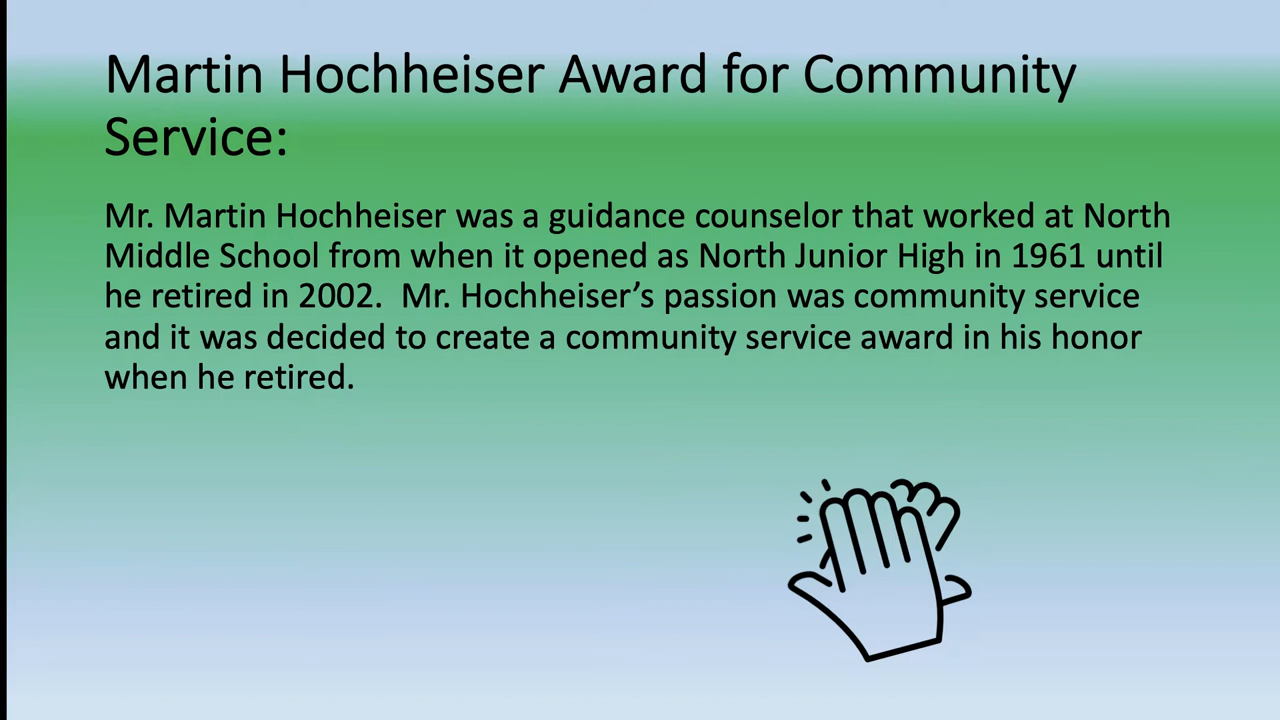 Martin Hochheiser Award for Community
Service:
Mr. Martin Hochheiser was a guidance counselor that worked at North
Middle School from when it opened as North Junior High in 1961 until
he retired in 2002.  Mr. Hochheiser’s passion was community service
and it was decided to create a community service award in his honor
when he retired.